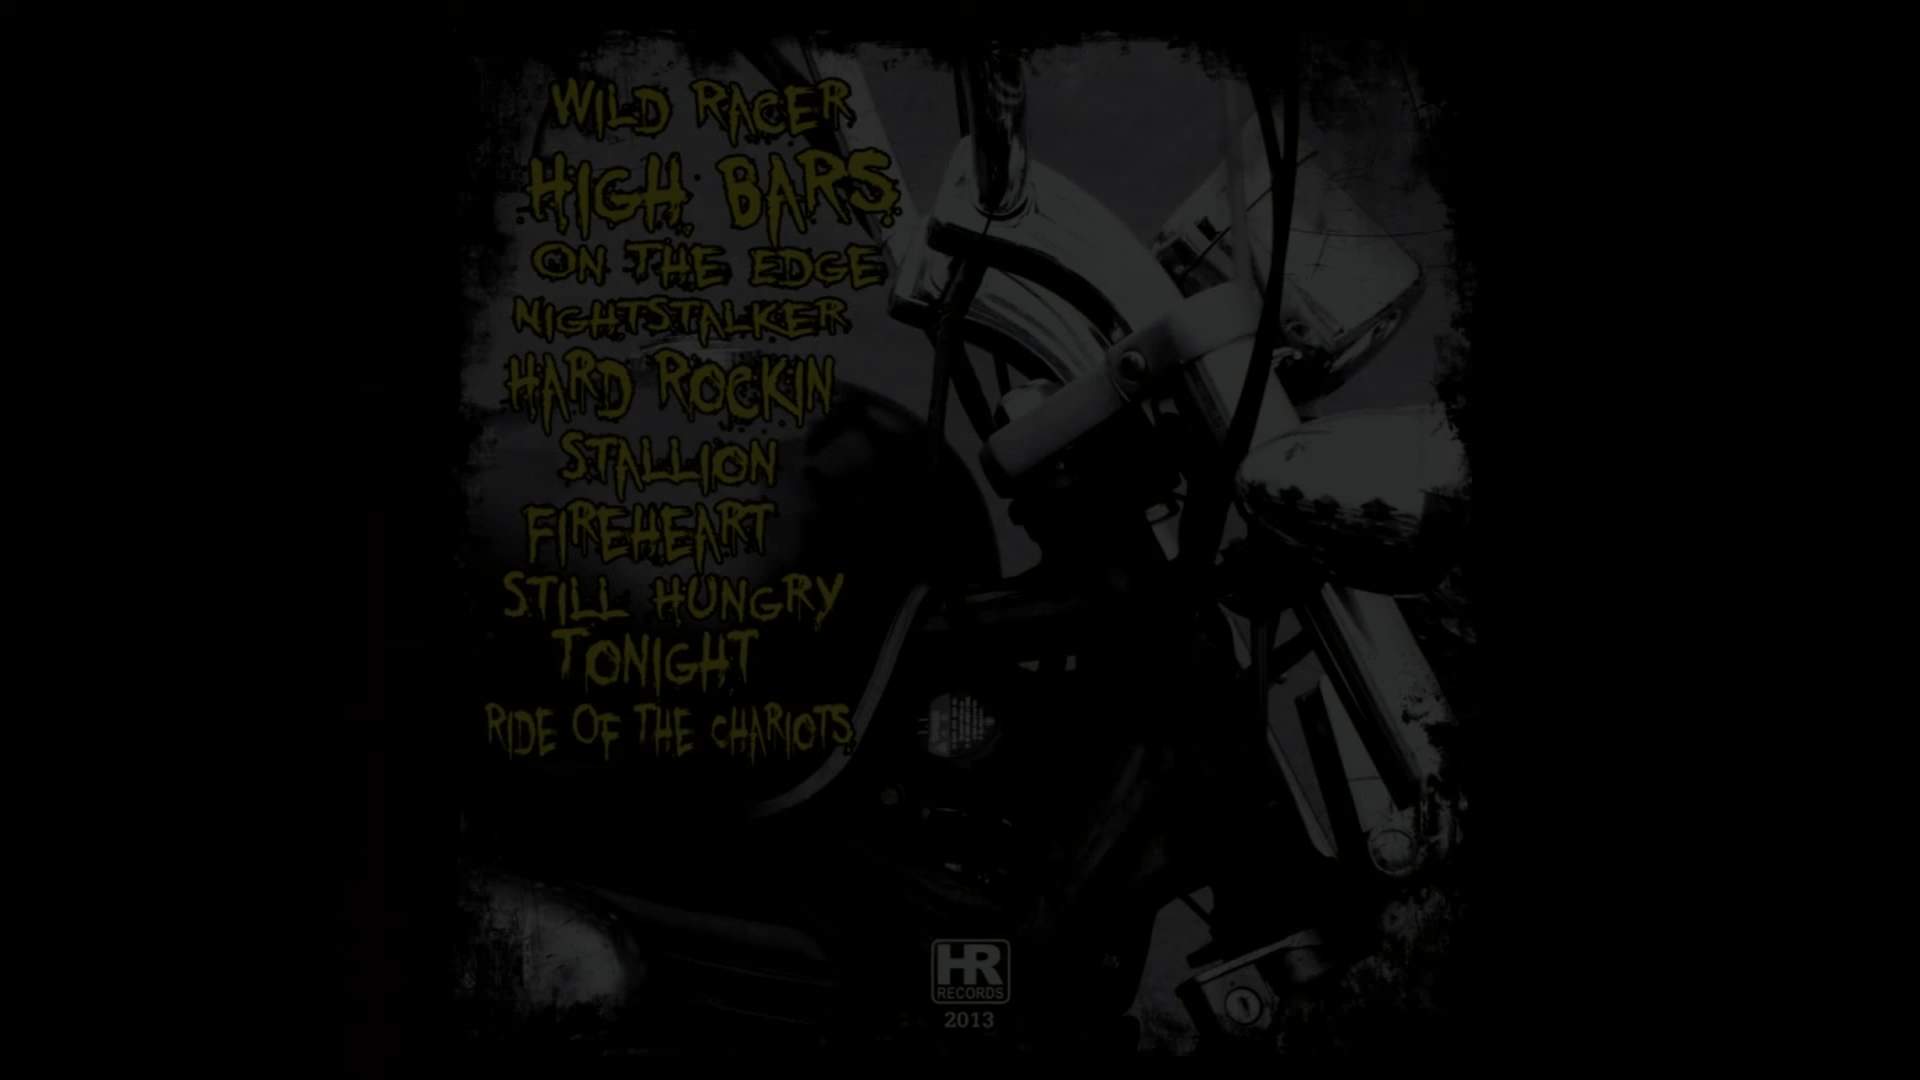 WILD RACER
HIGH BARS
ON THE EDGE
NIGHTSTALKER
HARD ROCKIN
STALLION
FIREHEART
STILL HUNGRY
TONIGHT
RIDE OF THE CHARIOTS
HR
RECORDS
2013